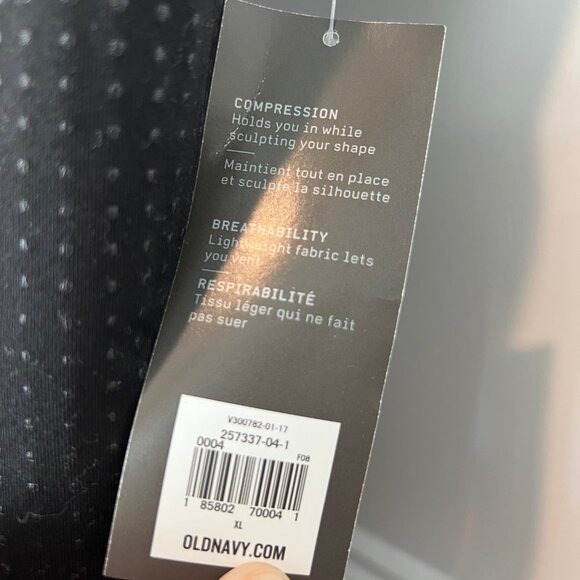 COMPRESSION
Holds you in while
sculpting your shape
Maintient tout en place
et sculpte la silhouette
BREATHABILITY
Lightweight fabric lets
you vent
RESPIRABILITÉ
Tissu léger qui ne fait
pas suer
V300782-01-17
257337-04-1
0004
F08
1 85802 70004 1
XL
OLDNAVY.COM